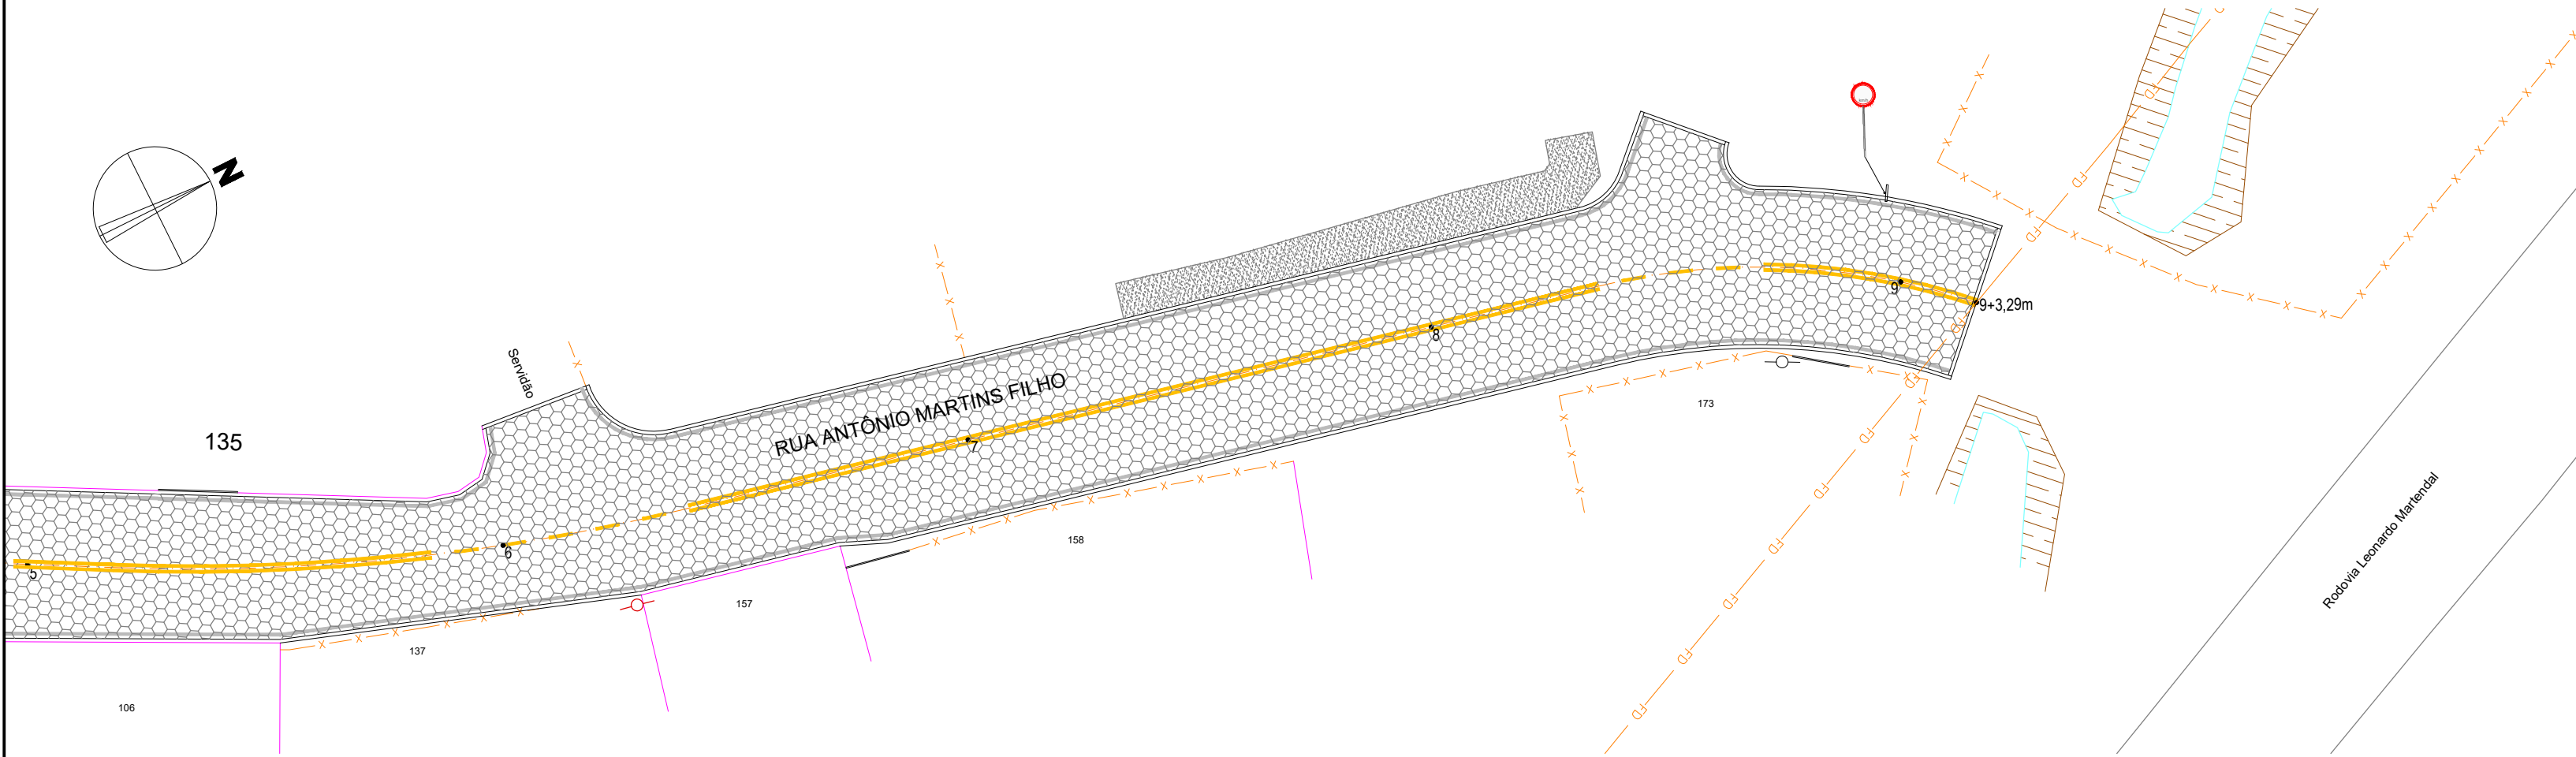 N
Servidão
135
RUA ANTÔNIO MARTINS FILHO
5
6
7
8
9
9+3,29m
173
158
157
137
106
Rodovia Leonardo Martendal
X
FD